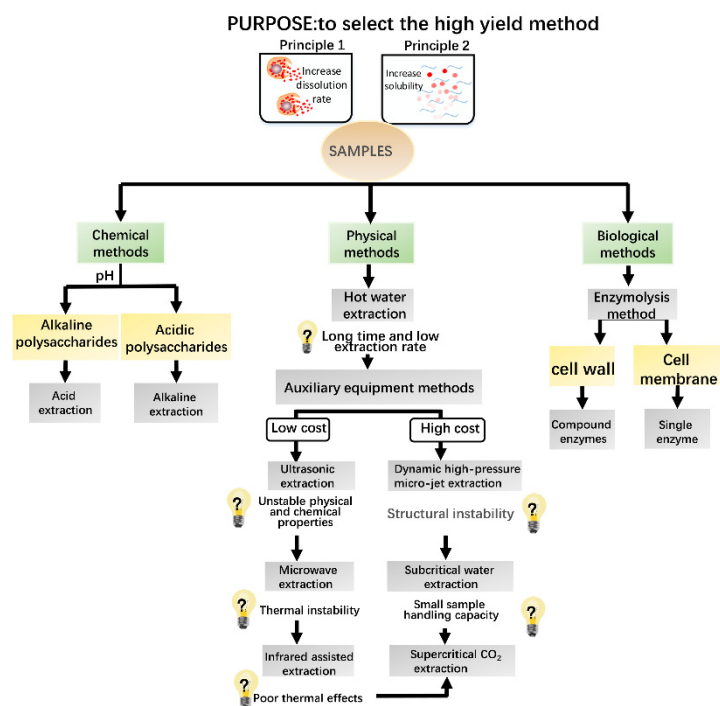 PURPOSE:to select the high yield method
Principle 1
Principle 2
Increase
dissolution
rate
Increase
solubility
SAMPLES
Chemical
methods
Physical
methods
Biological
methods
pH
Hot water
extraction
Enzymolysis
method
Alkaline
polysaccharides
Acidic
polysaccharides
?
Long time and low
extraction rate
cell wall
Cell
membrane
Acid
extraction
Alkaline
extraction
Auxiliary equipment methods
Compound
enzymes
Single
enzyme
Low cost
High cost
Ultrasonic
extraction
Dynamic high-pressure
micro-jet extraction
?
Unstable physical
and chemical
properties
Structural instability
?
Microwave
extraction
Subcritical water
extraction
?
Thermal instability
Small sample
handling capacity
?
Infrared assisted
extraction
Supercritical CO₂
extraction
?
Poor thermal effects